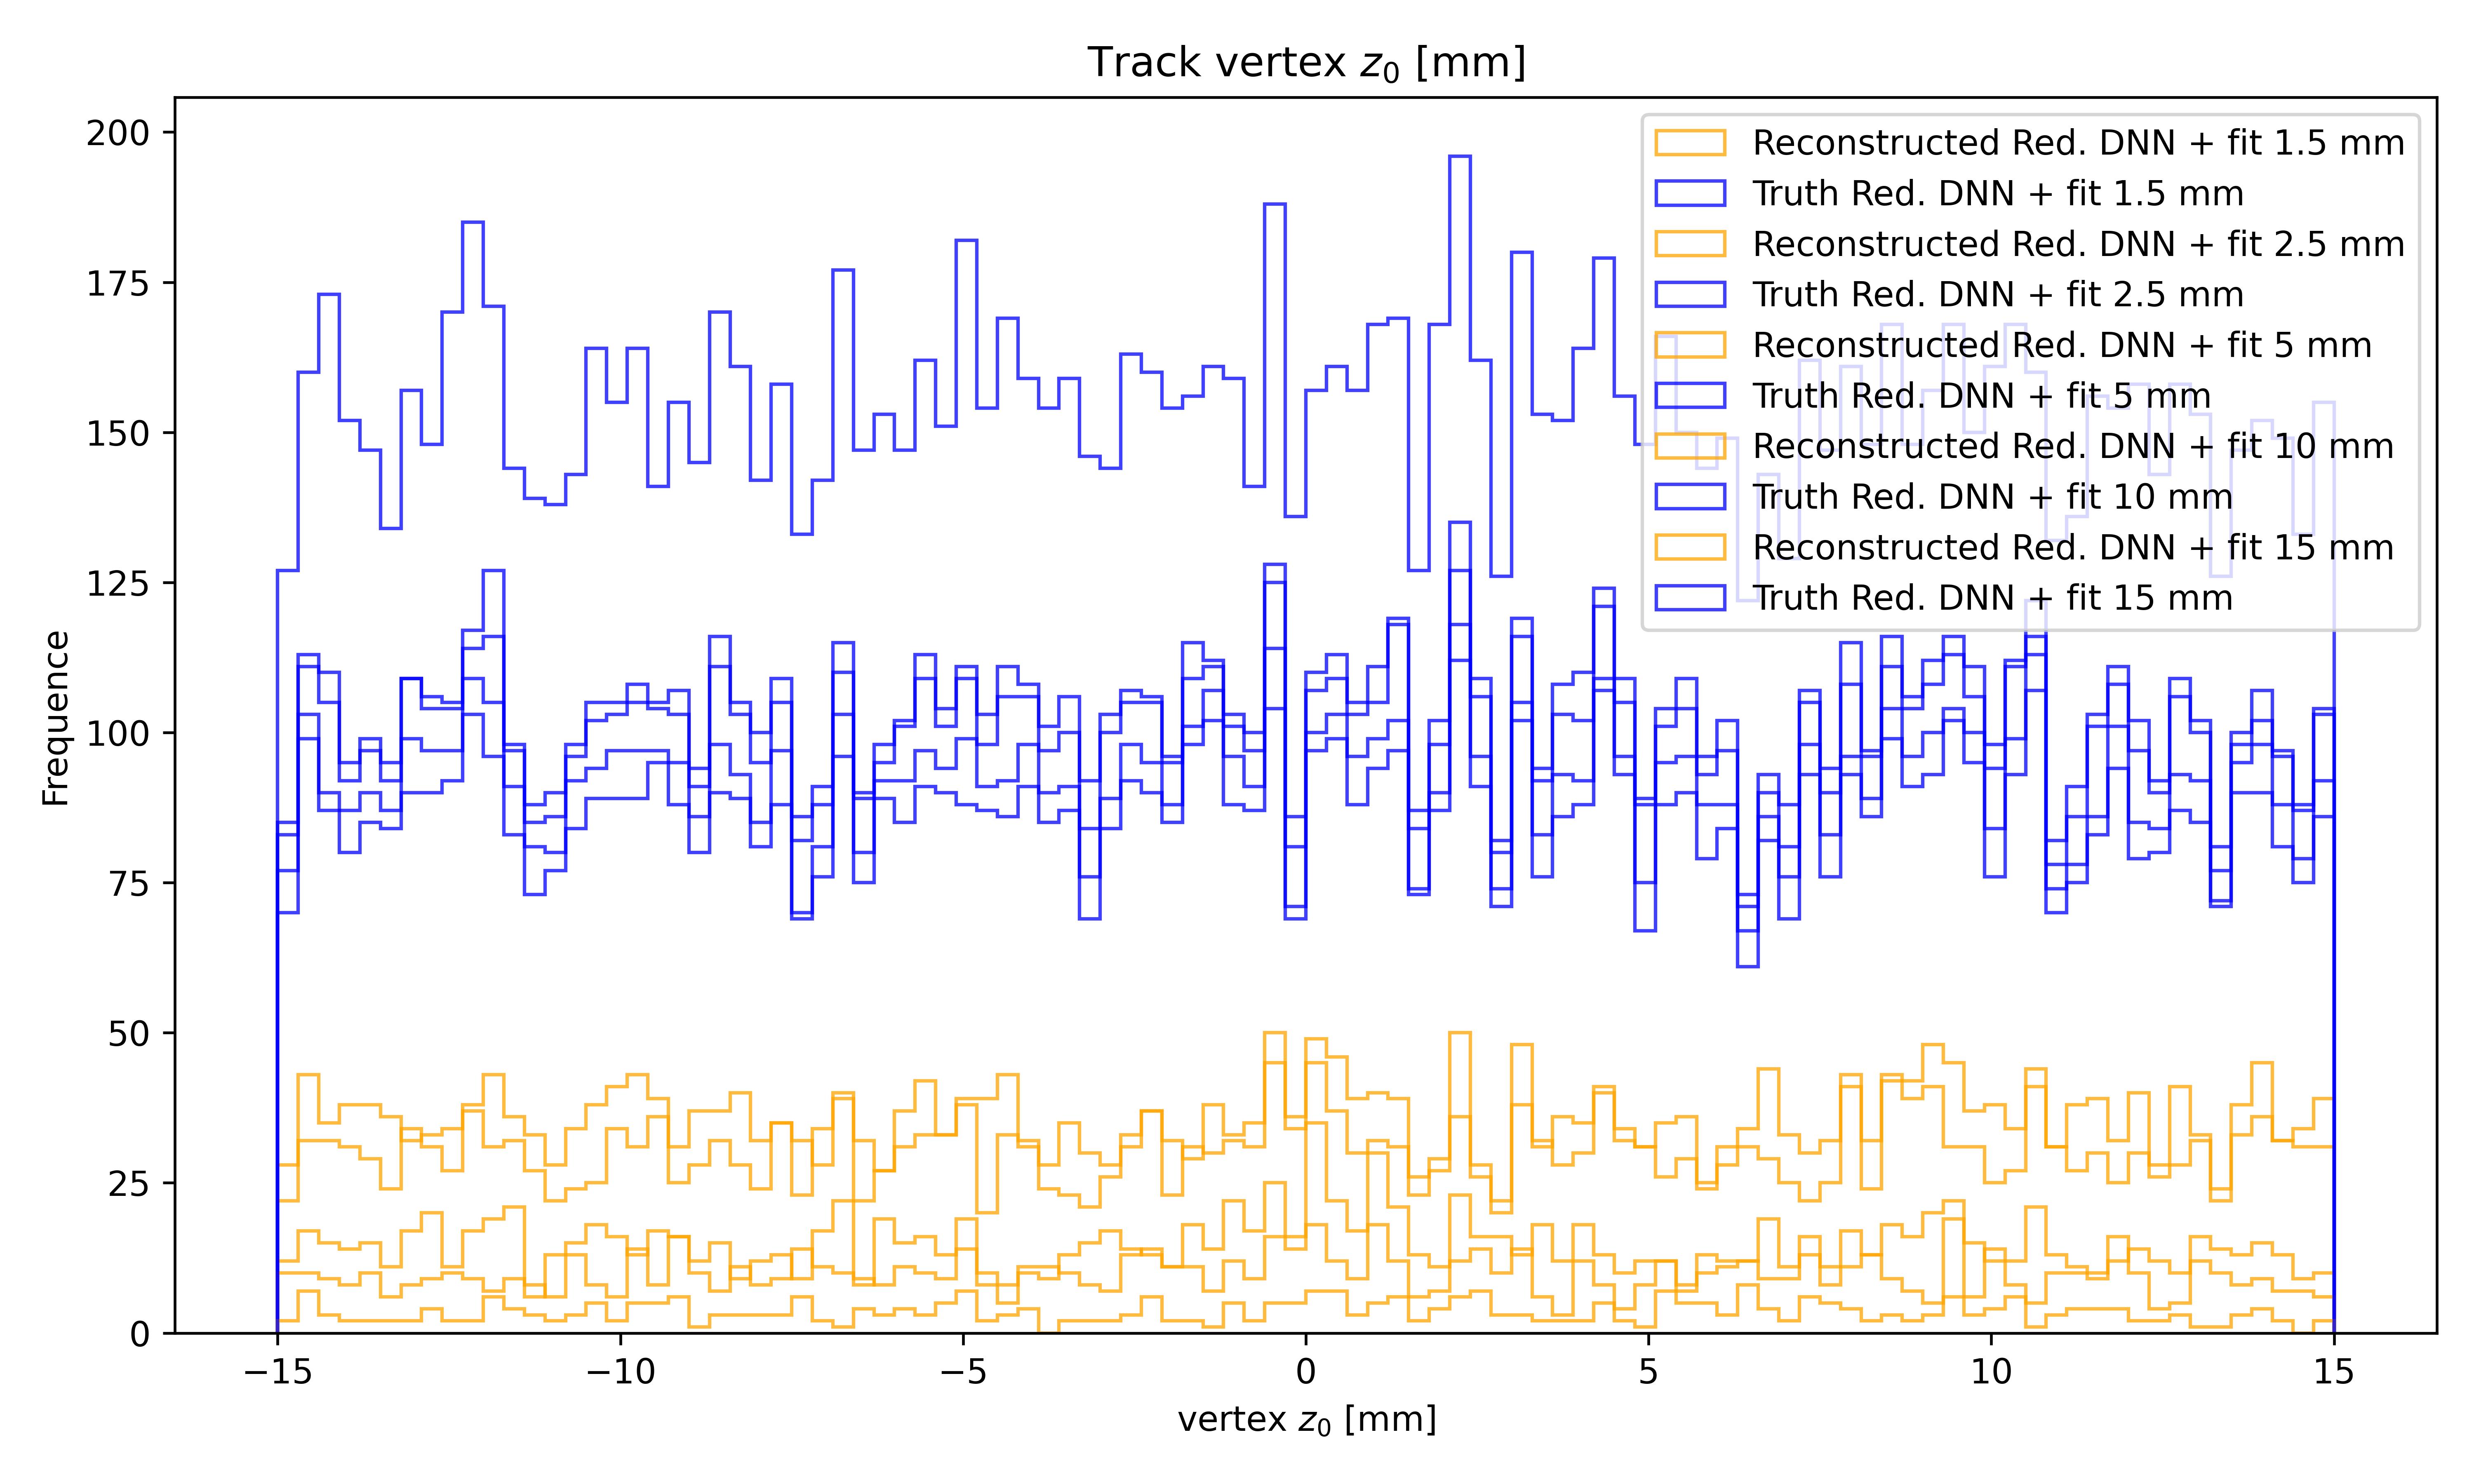 Track vertex z₀ [mm]
Frequence
200
175
150
125
100
75
50
25
0
Reconstructed Red. DNN + fit 1.5 mm
Truth Red. DNN + fit 1.5 mm
Reconstructed Red. DNN + fit 2.5 mm
Truth Red. DNN + fit 2.5 mm
Reconstructed Red. DNN + fit 5 mm
Truth Red. DNN + fit 5 mm
Reconstructed Red. DNN + fit 10 mm
Truth Red. DNN + fit 10 mm
Reconstructed Red. DNN + fit 15 mm
Truth Red. DNN + fit 15 mm
−15 −10 −5 0 5 10 15
vertex z₀ [mm]